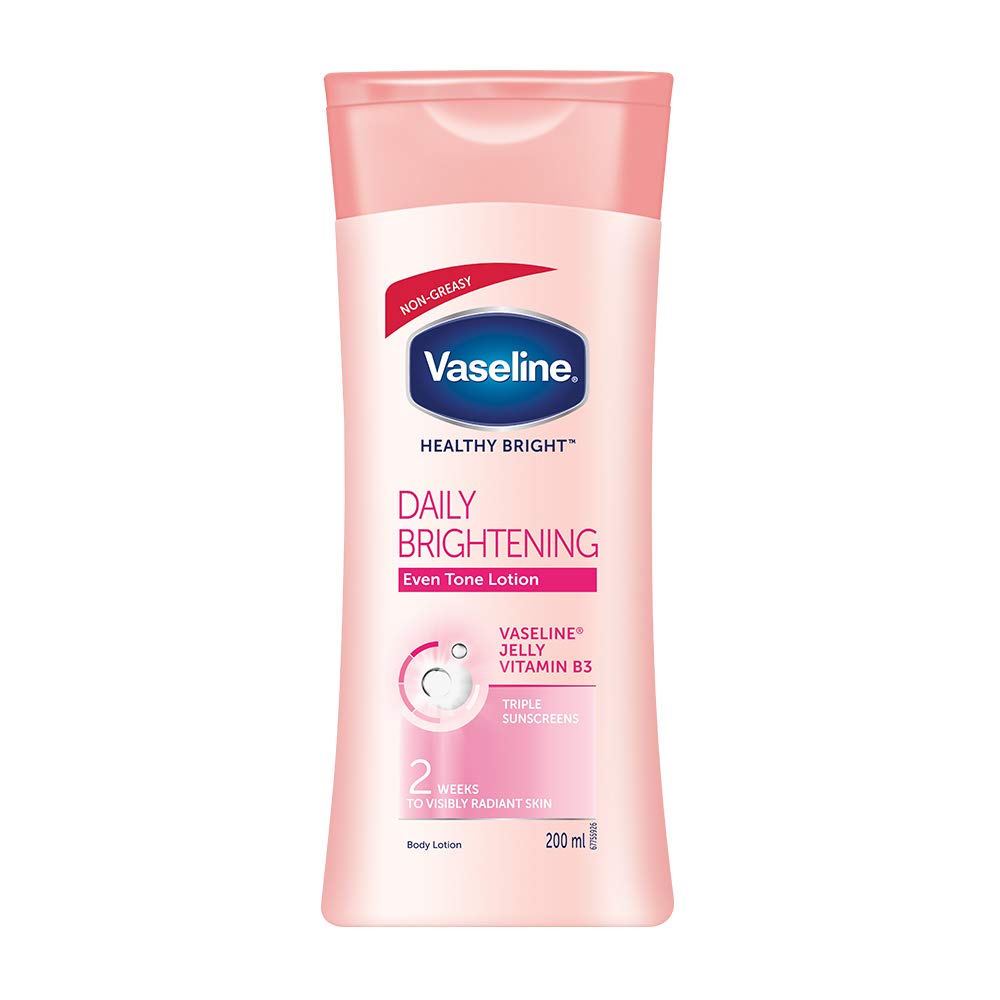 NON-GREASY
Vaseline®
HEALTHY BRIGHT™
DAILY
BRIGHTENING
Even Tone Lotion
VASELINE®
JELLY
VITAMIN B3
TRIPLE
SUNSCREENS
2 WEEKS
TO VISIBLY RADIANT SKIN
Body Lotion
200 ml
67755926